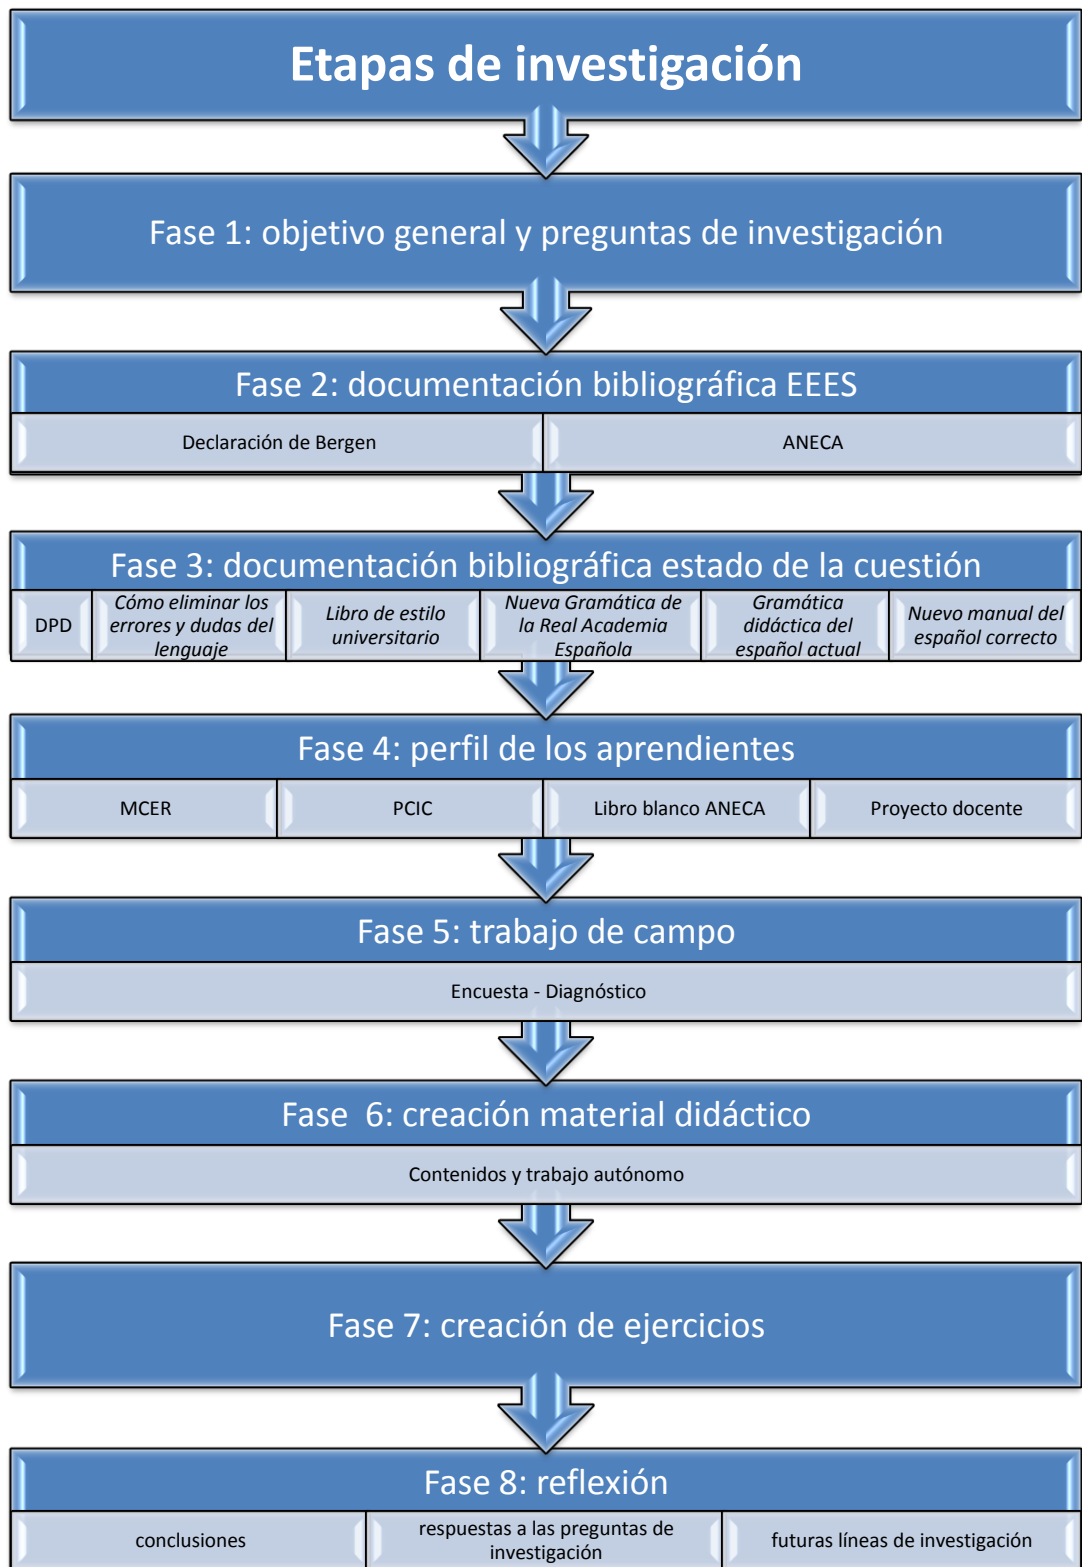 Etapas de investigación
Fase 1: objetivo general y preguntas de investigación
Fase 2: documentación bibliográfica EEES
Declaración de Bergen
ANECA
Fase 3: documentación bibliográfica estado de la cuestión
DPD
Cómo eliminar los
errores y dudas del
lenguaje
Libro de estilo
universitario
Nueva Gramática de
la Real Academia
Española
Gramática
didáctica del
español actual
Nuevo manual del
español correcto
Fase 4: perfil de los aprendientes
MCER
PCIC
Libro blanco ANECA
Proyecto docente
Fase 5: trabajo de campo
Encuesta - Diagnóstico
Fase  6: creación material didáctico
Contenidos y trabajo autónomo
Fase 7: creación de ejercicios
Fase 8: reflexión
conclusiones
respuestas a las preguntas de
investigación
futuras líneas de investigación